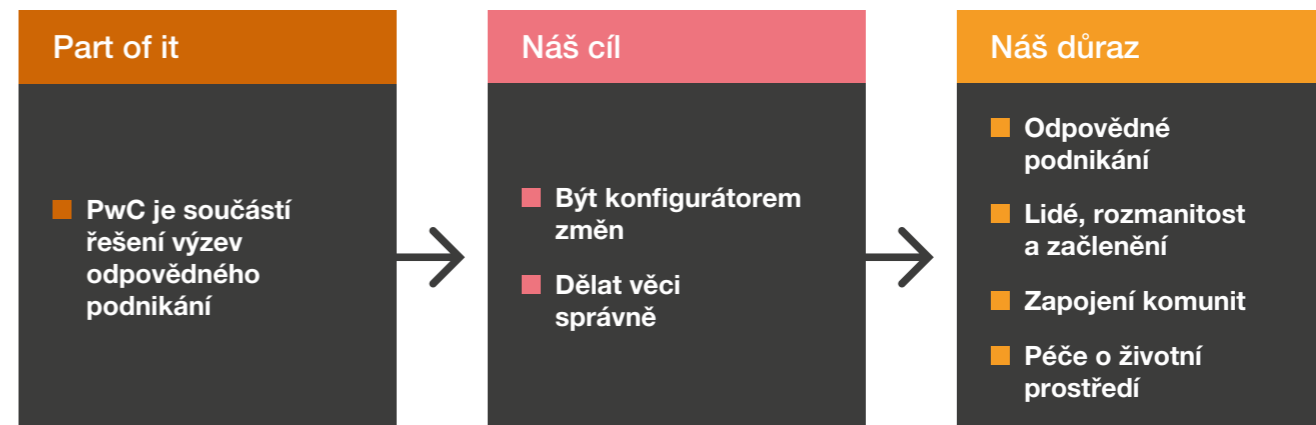 Part of it
PwC je součástí
řešení výzev
odpovědného
podnikání
Náš cíl
Být konfigurátorem
změn
Dělat věci
správně
Náš důraz
Odpovědné
podnikání
Lidé, rozmanitost
a začlenění
Zapojení komunit
Péče o životní
prostředí